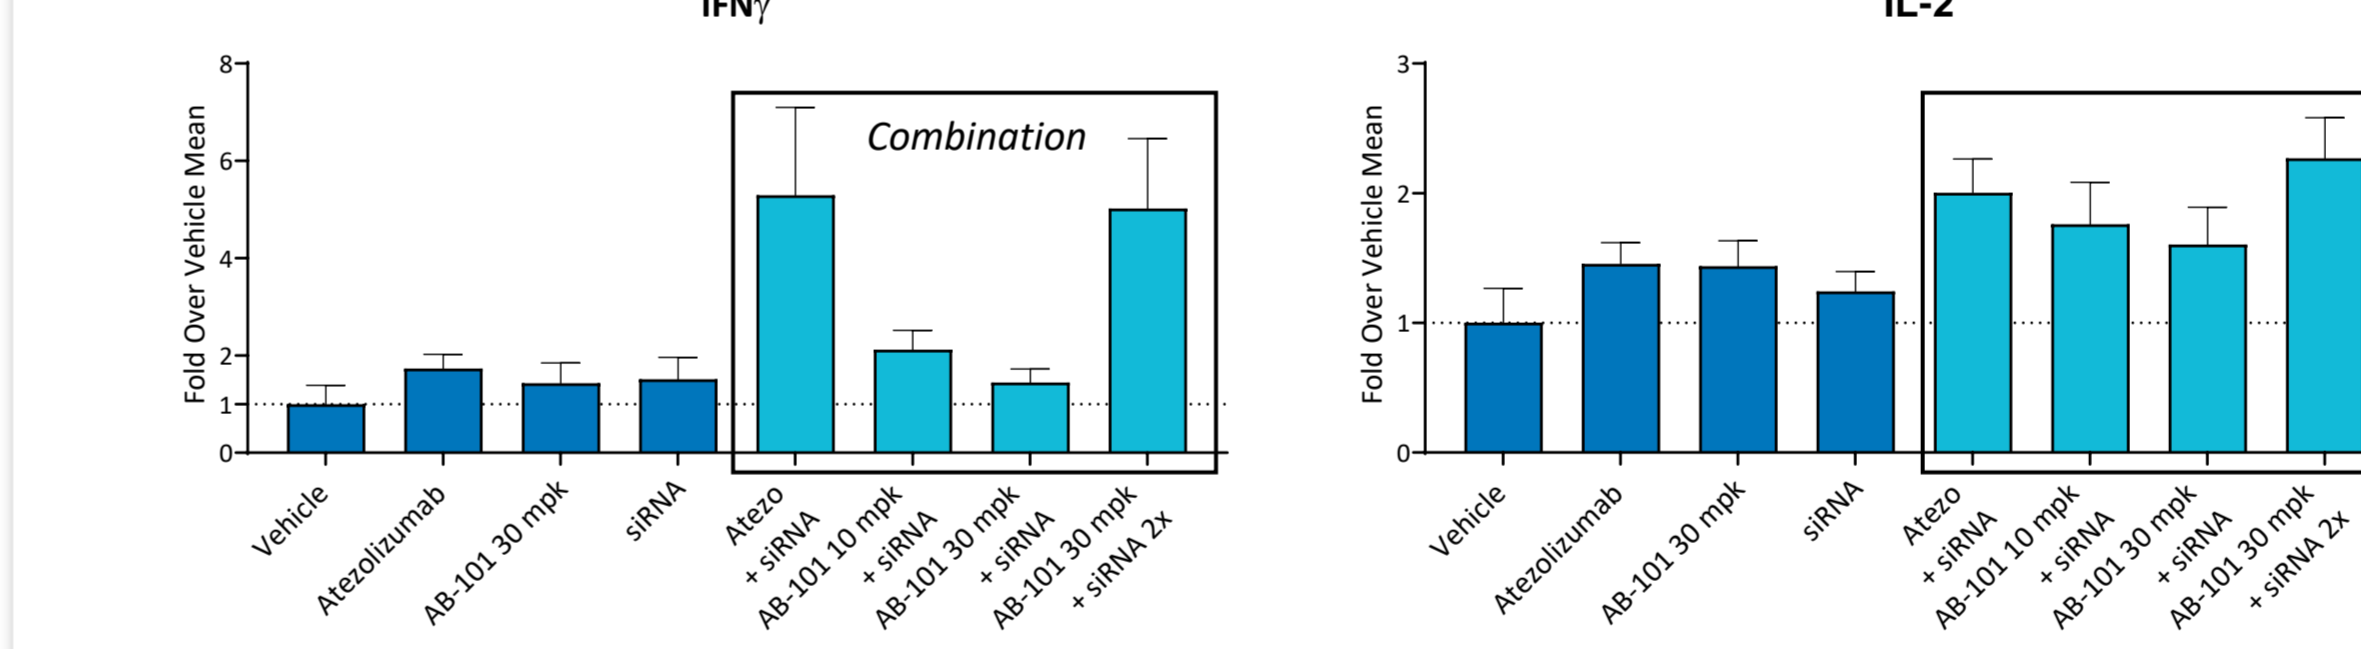 IFNγ
8
6
4
2
1
0
Fold Over Vehicle Mean
Combination
Vehicle
Atezolizumab
AB-101 30 mpk
siRNA
Atezo
+ siRNA
AB-101 10 mpk
+ siRNA
AB-101 30 mpk
+ siRNA
AB-101 30 mpk
+ siRNA 2x
IL-2
3
2
1
0
Fold Over Vehicle Mean
Vehicle
Atezolizumab
AB-101 30 mpk
siRNA
Atezo
+ siRNA
AB-101 10 mpk
+ siRNA
AB-101 30 mpk
+ siRNA
AB-101 30 mpk
+ siRNA 2x